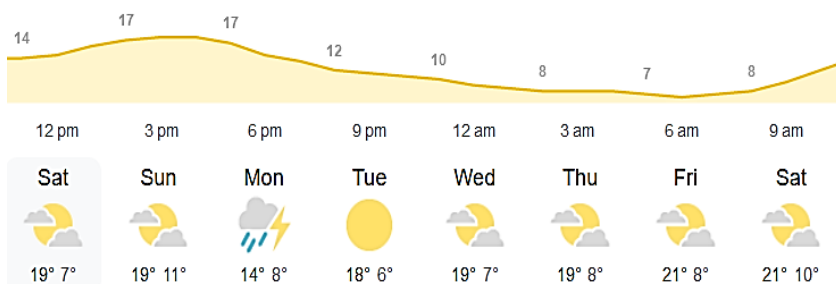 14 17 17 12 10 8 7 8
12 pm 3 pm 6 pm 9 pm 12 am 3 am 6 am 9 am
Sat Sun Mon Tue Wed Thu Fri Sat
19° 7° 19° 11° 14° 8° 18° 6° 19° 7° 19° 8° 21° 8° 21° 10°